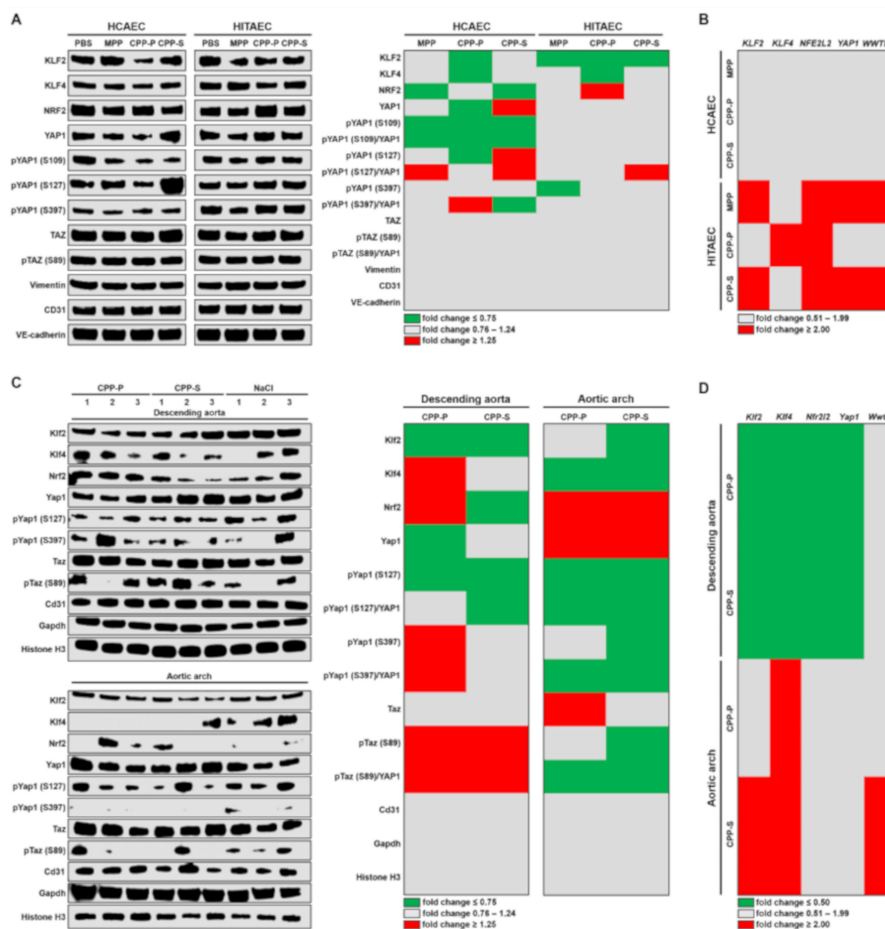 A
HCAEC HITAEC
PBS MPP CPP-P CPP-S PBS MPP CPP-P CPP-S
KLF2
KLF4
NRF2
YAP1
pYAP1 (S109)
pYAP1 (S127)
pYAP1 (S397)
TAZ
pTAZ (S89)
Vimentin
CD31
VE-cadherin
HCAEC HITAEC
MPP CPP-P CPP-S MPP CPP-P CPP-S
KLF2
KLF4
NRF2
YAP1
pYAP1 (S109)
pYAP1 (S109)/YAP1
pYAP1 (S127)
pYAP1 (S127)/YAP1
pYAP1 (S397)
pYAP1 (S397)/YAP1
TAZ
pTAZ (S89)
pTAZ (S89)/YAP1
Vimentin
CD31
VE-cadherin
fold change ≤ 0.75
fold change 0.76 – 1.24
fold change ≥ 1.25
B
KLF2 KLF4 NFE2L2 YAP1
HCAEC
MPP
CPP-P
CPP-S
HITAEC
MPP
CPP-P
CPP-S
fold change 0.51 – 1.99
fold change ≥ 2.00
C
CPP-P CPP-S NaCl
1 2 3 1 2 3 1 2 3
Descending aorta
Klf2
Klf4
Nrf2
Yap1
pYap1 (S127)
pYap1 (S397)
Taz
pTaz (S89)
Cd31
Gapdh
Histone H3
Aortic arch
Klf2
Klf4
Nrf2
Yap1
pYap1 (S127)
pYap1 (S397)
Taz
pTaz (S89)
Cd31
Gapdh
Histone H3
Descending aorta Aortic arch
CPP-P CPP-S CPP-P CPP-S
Klf2
Klf4
Nrf2
Yap1
pYap1 (S127)
pYap1 (S127)/YAP1
pYap1 (S397)
pYap1 (S397)/YAP1
Taz
pTaz (S89)
pTaz (S89)/YAP1
Cd31
Gapdh
Histone H3
fold change ≤ 0.75
fold change 0.76 – 1.24
fold change ≥ 1.25
D
Klf2 Klf4 Nfr2l2 Yap1
Descending aorta
CPP-P
CPP-S
Aortic arch
CPP-P
CPP-S
fold change ≤ 0.50
fold change 0.51 – 1.99
fold change ≥ 2.00